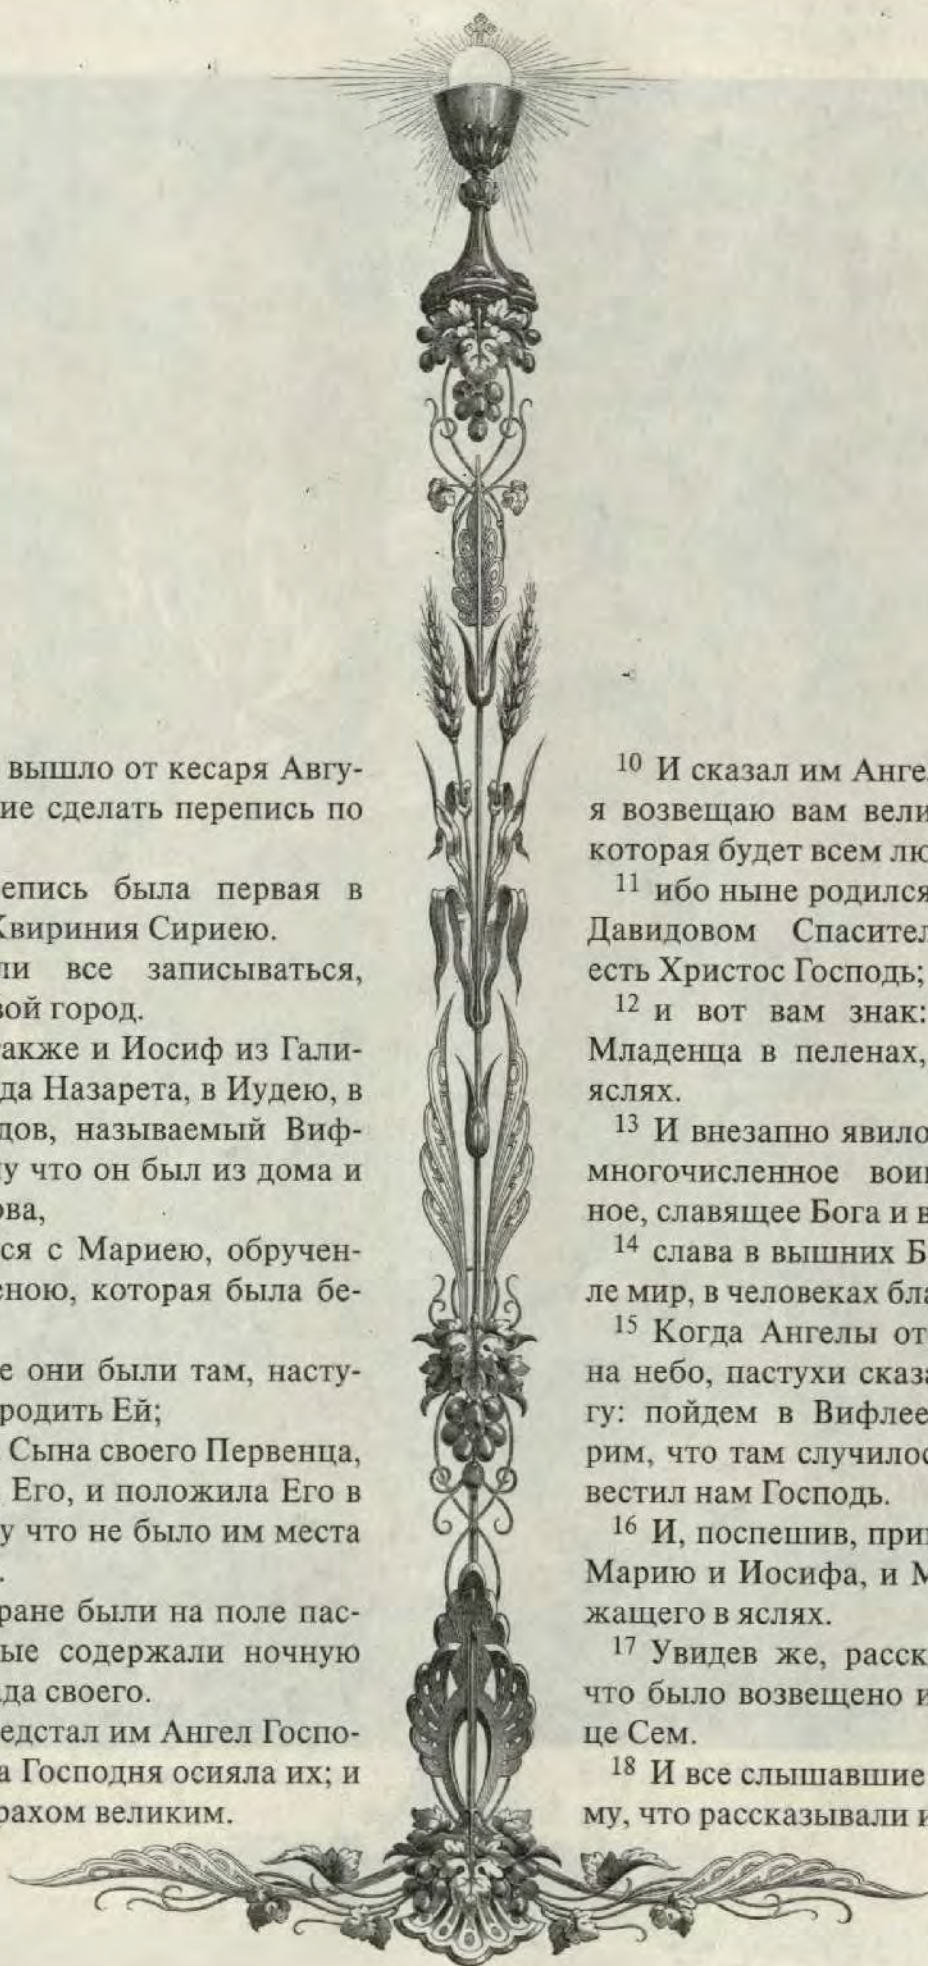 вышло от кесаря Авгу-
ие сделать перепись по
епись была первая в
Квириния Сириею.
ли все записываться,
вой город.
также и Иосиф из Гали-
да Назарета, в Иудею, в
дов, называемый Виф-
у что он был из дома и
ова,
ся с Мариею, обручен-
еною, которая была бе-
е они были там, насту-
родить Ей;
Сына своего Первенца,
Его, и положила Его в
у что не было им места
.
ране были на поле пас-
ые содержали ночную
ада своего.
едстал им Ангел Госпо-
а Господня осияла их; и
рахом великим.
10 И сказал им Анге
я возвещаю вам вели
которая будет всем лю
11 ибо ныне родился
Давидовом Спасител
есть Христос Господь;
12 и вот вам знак:
Младенца в пеленах,
яслях.
13 И внезапно явило
многочисленное вои
ное, славящее Бога и в
14 слава в вышних Б
ле мир, в человеках бла
15 Когда Ангелы от
на небо, пастухи сказа
гу: пойдем в Вифлее
рим, что там случилос
вестил нам Господь.
16 И, поспешив, при
Марию и Иосифа, и М
жащего в яслях.
17 Увидев же, расск
что было возвещено и
це Сем.
18 И все слышавшие
му, что рассказывали и